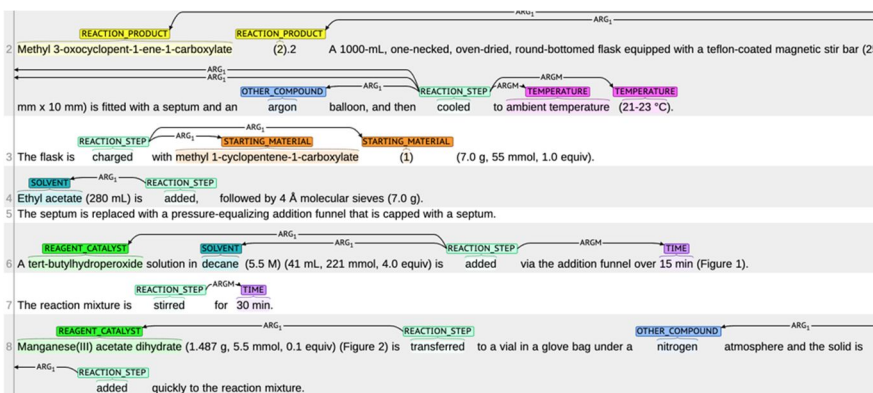 ARG₁
ARG₁
REACTION_PRODUCT REACTION_PRODUCT
2 Methyl 3-oxocyclopent-1-ene-1-carboxylate (2).2 A 1000-mL, one-necked, oven-dried, round-bottomed flask equipped with a teflon-coated magnetic stir bar (2
ARG₁
ARG₁
OTHER_COMPOUND ARG₁ REACTION_STEP ARGM TEMPERATURE ARGM TEMPERATURE
mm x 10 mm) is fitted with a septum and an argon balloon, and then cooled to ambient temperature (21-23 °C).
ARG₁
REACTION_STEP ARG₁ STARTING_MATERIAL STARTING_MATERIAL
3 The flask is charged with methyl 1-cyclopentene-1-carboxylate (1) (7.0 g, 55 mmol, 1.0 equiv).
SOLVENT ARG₁ REACTION_STEP
4 Ethyl acetate (280 mL) is added, followed by 4 Å molecular sieves (7.0 g).
5 The septum is replaced with a pressure-equalizing addition funnel that is capped with a septum.
ARG₁
REAGENT_CATALYST SOLVENT ARG₁ REACTION_STEP ARGM TIME
6 A tert-butylhydroperoxide solution in decane (5.5 M) (41 mL, 221 mmol, 4.0 equiv) is added via the addition funnel over 15 min (Figure 1).
REACTION_STEP ARGM TIME
7 The reaction mixture is stirred for 30 min.
REAGENT_CATALYST ARG₁ REACTION_STEP OTHER_COMPOUND ARG₁
8 Manganese(III) acetate dihydrate (1.487 g, 5.5 mmol, 0.1 equiv) (Figure 2) is transferred to a vial in a glove bag under a nitrogen atmosphere and the solid is
ARG₁ REACTION_STEP
added quickly to the reaction mixture.